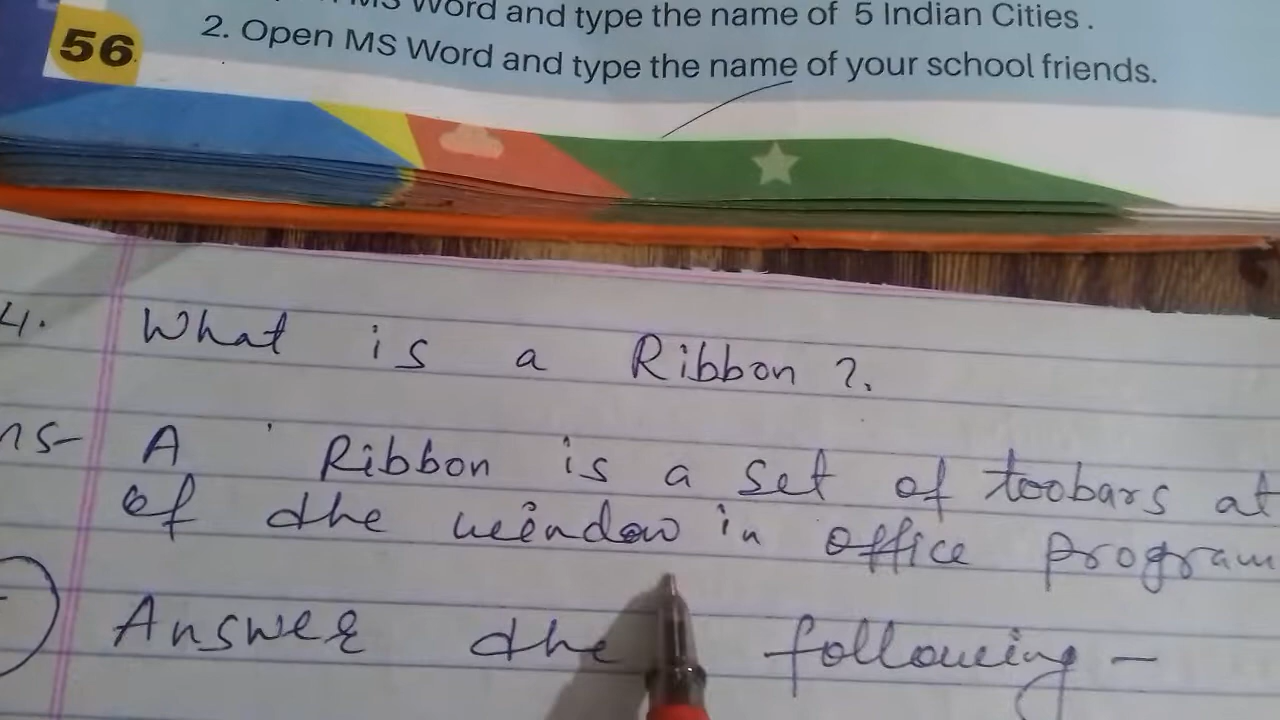 MS Word and type the name of 5 Indian Cities.
2. Open MS Word and type the name of your school friends.
56
4. What is a Ribbon ?.
ns- A Ribbon is a set of toobars at
of the window in office program
Answer the following -